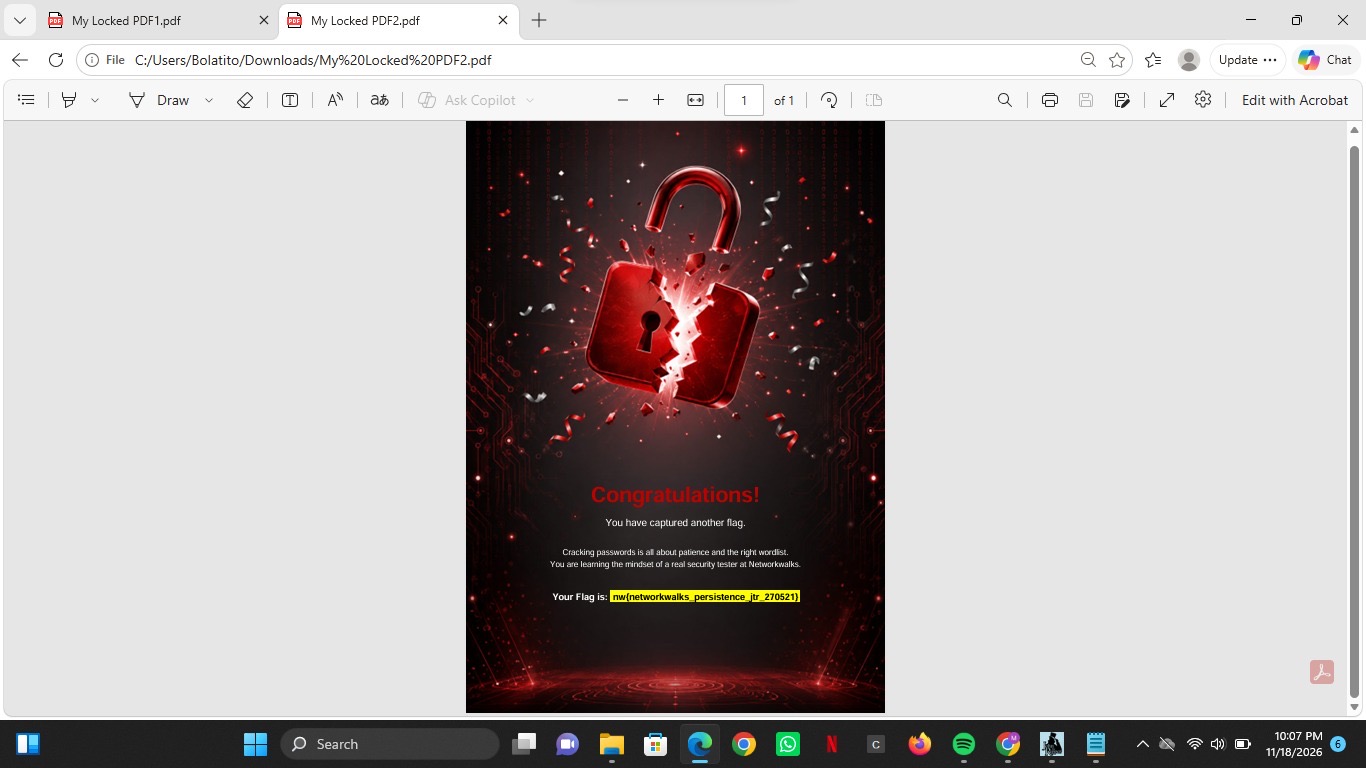 My Locked PDF1.pdf
My Locked PDF2.pdf
File C:/Users/Bolatito/Downloads/My%20Locked%20PDF2.pdf
Update
Chat
Draw
Ask Copilot
1 of 1
Edit with Acrobat
Congratulations!
You have captured another flag.
Cracking passwords is all about patience and the right wordlist.
You are learning the mindset of a real security tester at Networkwalks.
Your Flag is: nw{networkwalks_persistence_jtr_270521}
Search
10:07 PM
11/18/2026
6